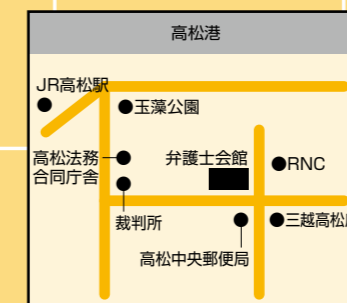 高松港
JR高松駅
玉藻公園
高松法務
合同庁舎
弁護士会館
RNC
裁判所
三越高松
高松中央郵便局